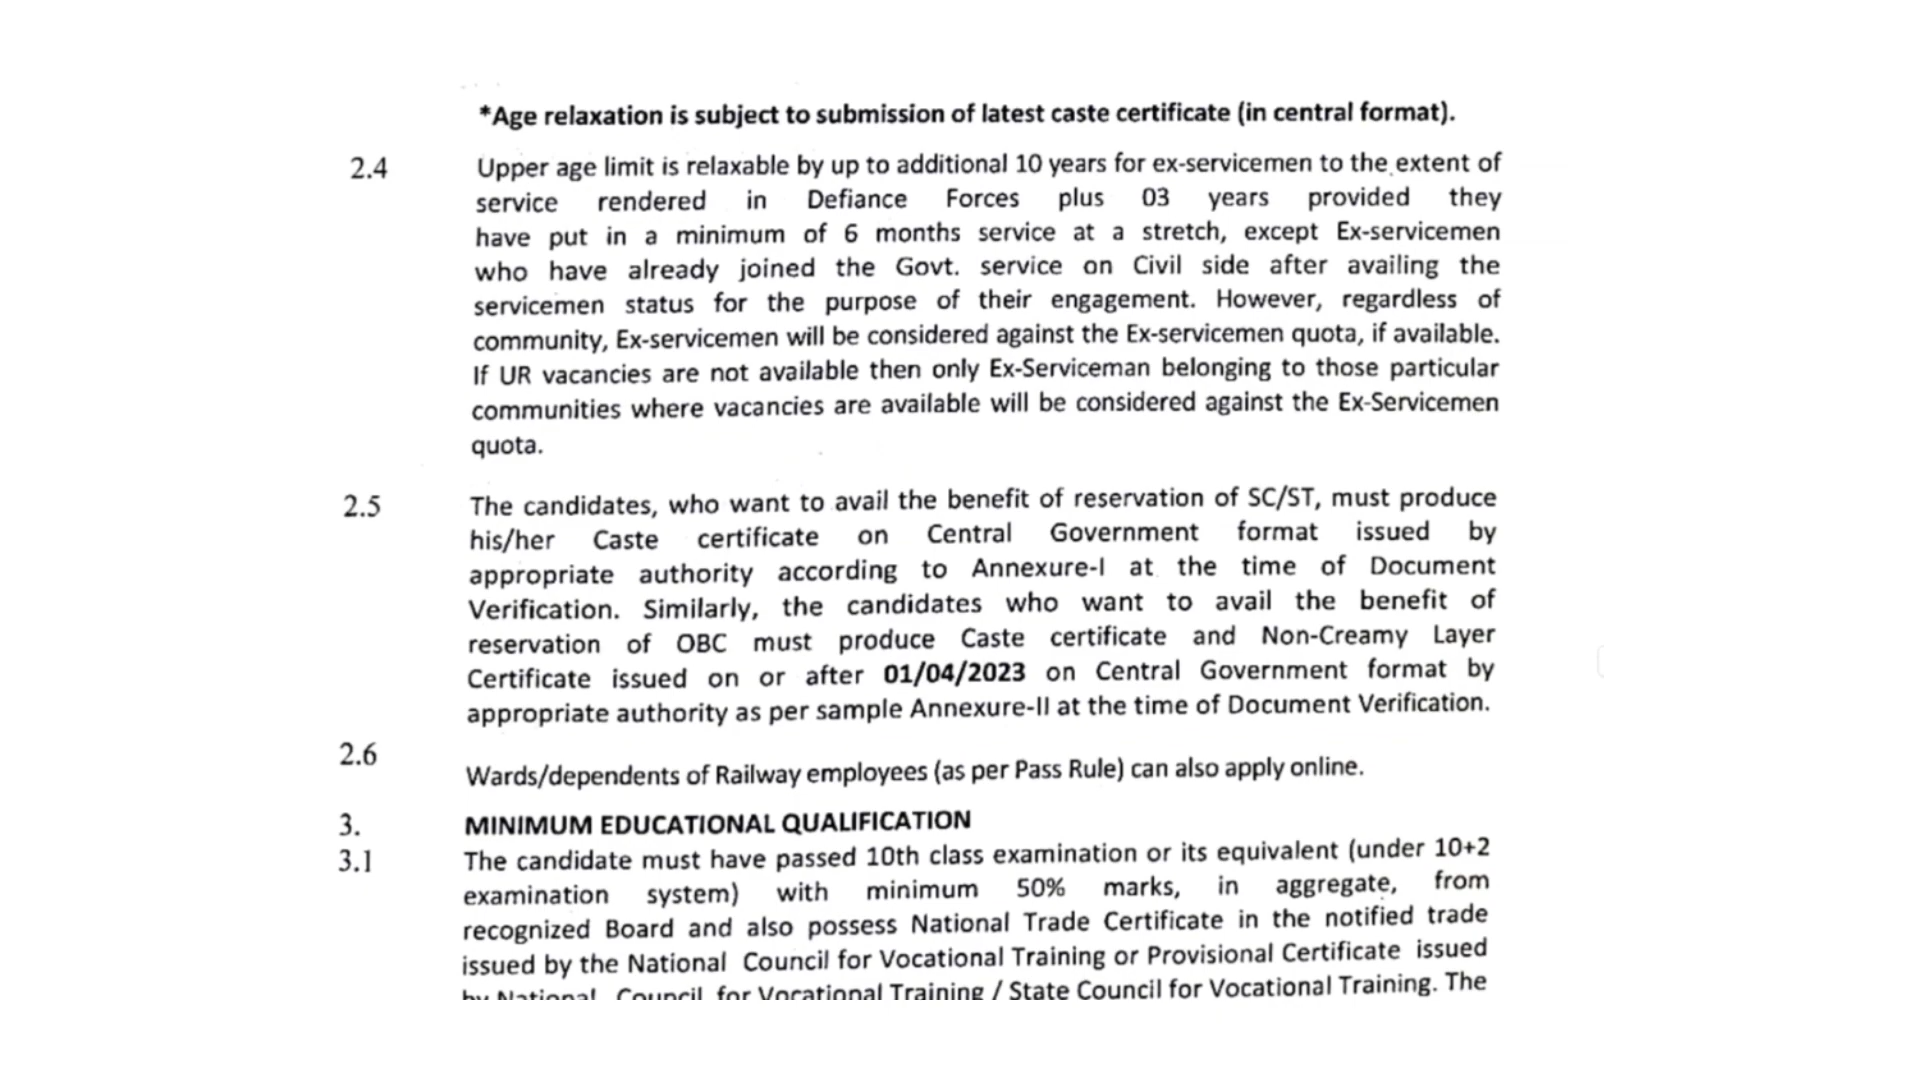 *Age relaxation is subject to submission of latest caste certificate (in central format).
2.4 Upper age limit is relaxable by up to additional 10 years for ex-servicemen to the extent of
service rendered in Defiance Forces plus 03 years provided they
have put in a minimum of 6 months service at a stretch, except Ex-servicemen
who have already joined the Govt. service on Civil side after availing the
servicemen status for the purpose of their engagement. However, regardless of
community, Ex-servicemen will be considered against the Ex-servicemen quota, if available.
If UR vacancies are not available then only Ex-Serviceman belonging to those particular
communities where vacancies are available will be considered against the Ex-Servicemen
quota.
2.5 The candidates, who want to avail the benefit of reservation of SC/ST, must produce
his/her Caste certificate on Central Government format issued by
appropriate authority according to Annexure-I at the time of Document
Verification. Similarly, the candidates who want to avail the benefit of
reservation of OBC must produce Caste certificate and Non-Creamy Layer
Certificate issued on or after 01/04/2023 on Central Government format by
appropriate authority as per sample Annexure-II at the time of Document Verification.
2.6 Wards/dependents of Railway employees (as per Pass Rule) can also apply online.
3. MINIMUM EDUCATIONAL QUALIFICATION
3.1 The candidate must have passed 10th class examination or its equivalent (under 10+2
examination system) with minimum 50% marks, in aggregate, from
recognized Board and also possess National Trade Certificate in the notified trade
issued by the National Council for Vocational Training or Provisional Certificate issued
by National Council for Vocational Training / State Council for Vocational Training. The